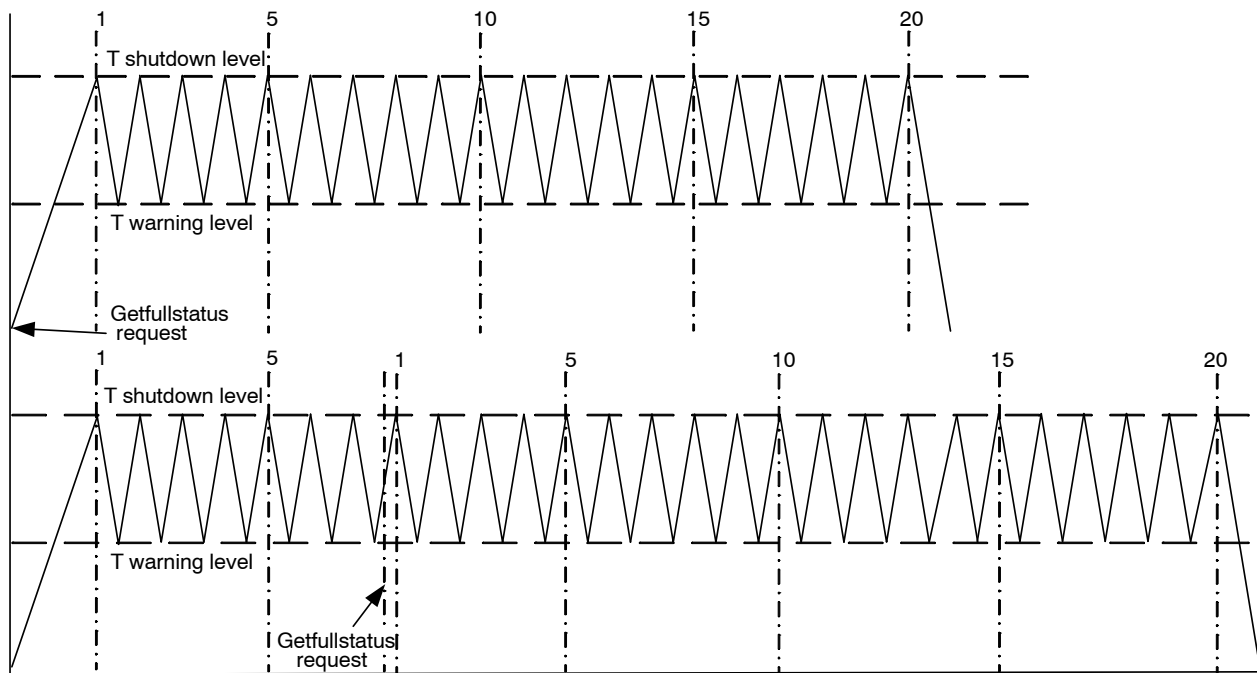 1 5 10 15 20
T shutdown level
T warning level
Getfullstatus
request
1 5 1 5 10 15 20
T shutdown level
T warning level
Getfullstatus
request